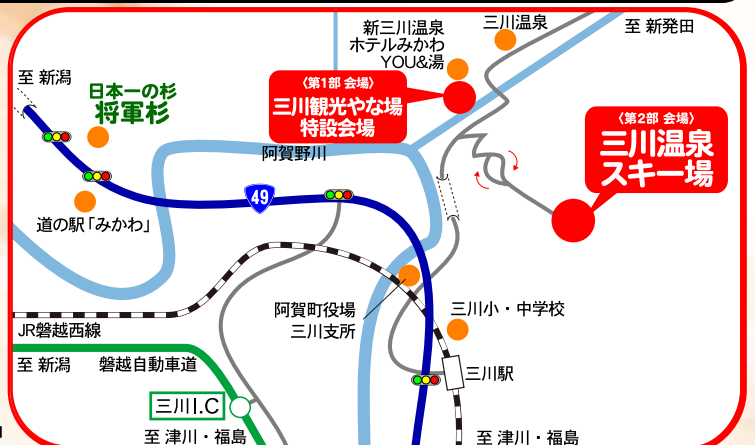 新三川温泉
ホテルみかわ
YOU&湯
三川温泉
至 新発田
至 新潟
日本一の杉
将軍杉
〈第1部 会場〉
三川観光やな場
特設会場
〈第2部 会場〉
三川温泉
スキー場
阿賀野川
49
道の駅「みかわ」
阿賀町役場
三川支所
三川小・中学校
JR磐越西線
至 新潟
磐越自動車道
三川駅
三川I.C
至 津川・福島
至 津川・福島